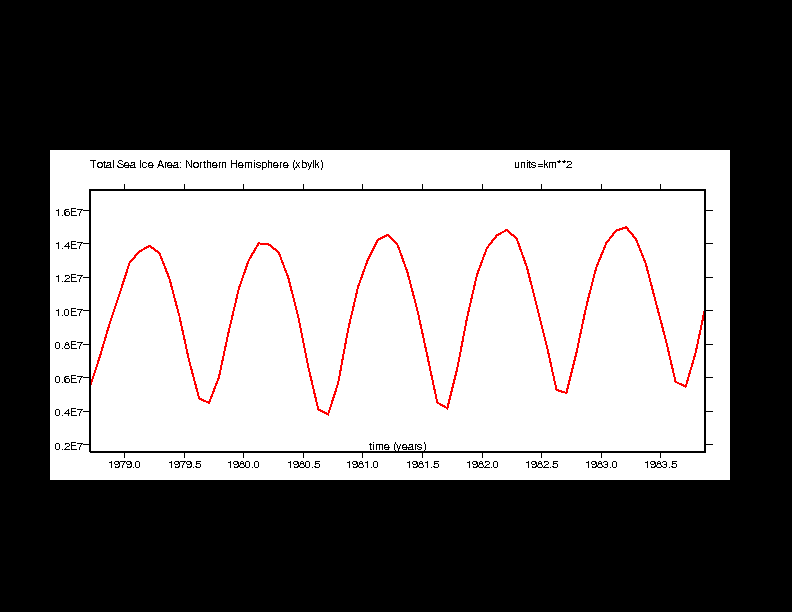 Total Sea Ice Area: Northern Hemisphere (xbylk) units=km**2
1.6E7
1.4E7
1.2E7
1.0E7
0.8E7
0.6E7
0.4E7
0.2E7
time (years)
1979.0 1979.5 1980.0 1980.5 1981.0 1981.5 1982.0 1982.5 1983.0 1983.5